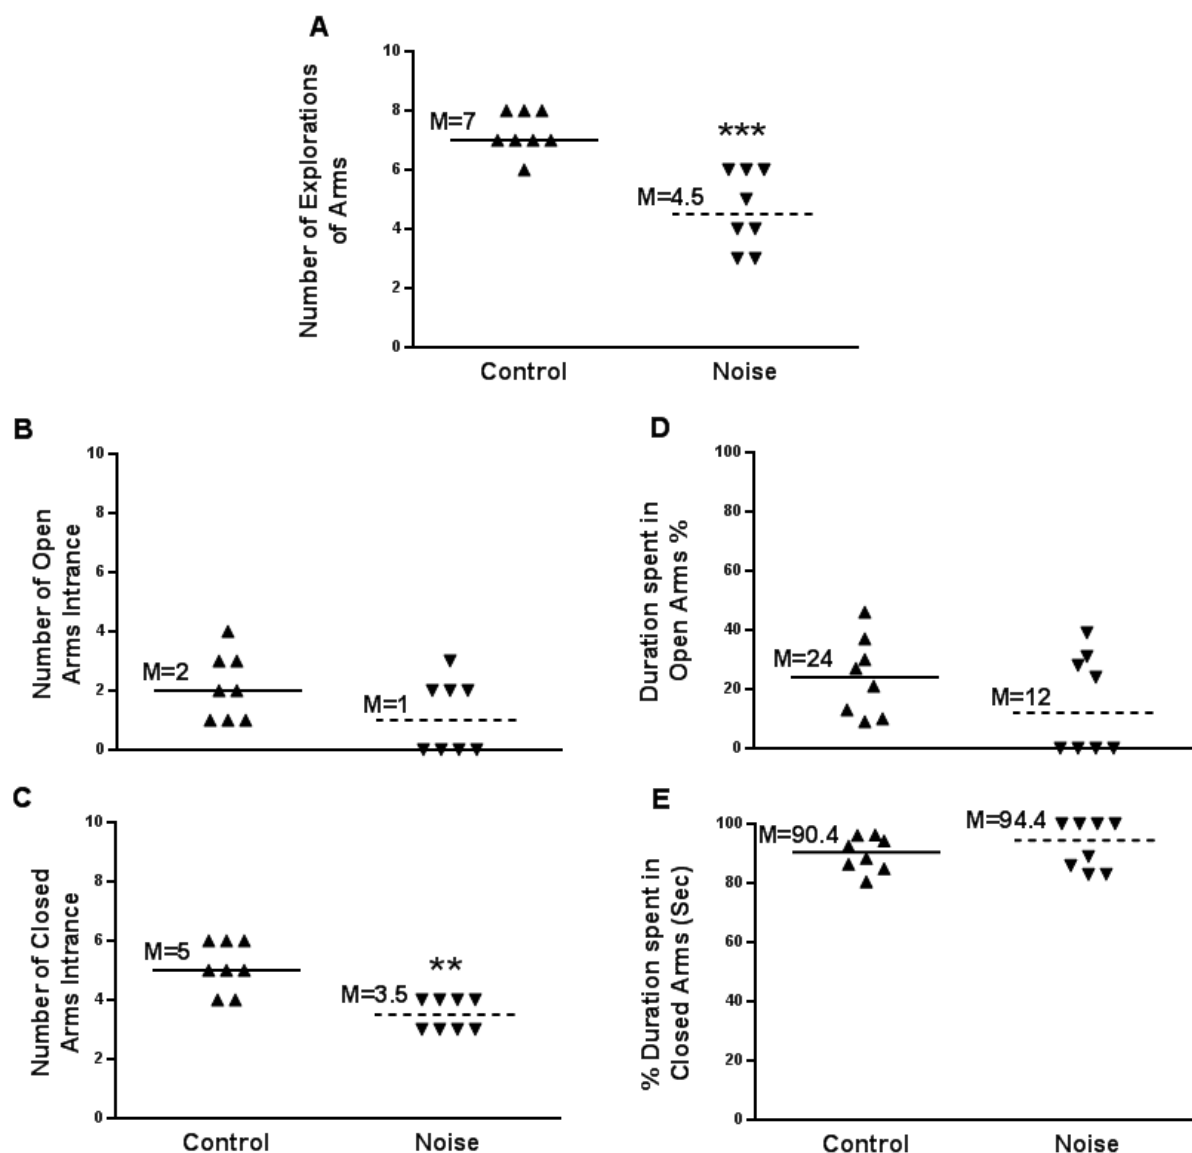 A
Number of Explorations
of Arms
10
8
6
4
2
0
M=7
***
M=4.5
Control
Noise
B
Number of Open
Arms Intrance
10
8
6
4
2
0
M=2
M=1
D
Duration spent in
Open Arms %
100
80
60
40
20
0
M=24
M=12
C
Number of Closed
Arms Intrance
10
8
6
4
2
0
M=5
**
M=3.5
Control
Noise
E
% Duration spent in
Closed Arms (Sec)
100
80
60
40
20
0
M=90.4
M=94.4
Control
Noise